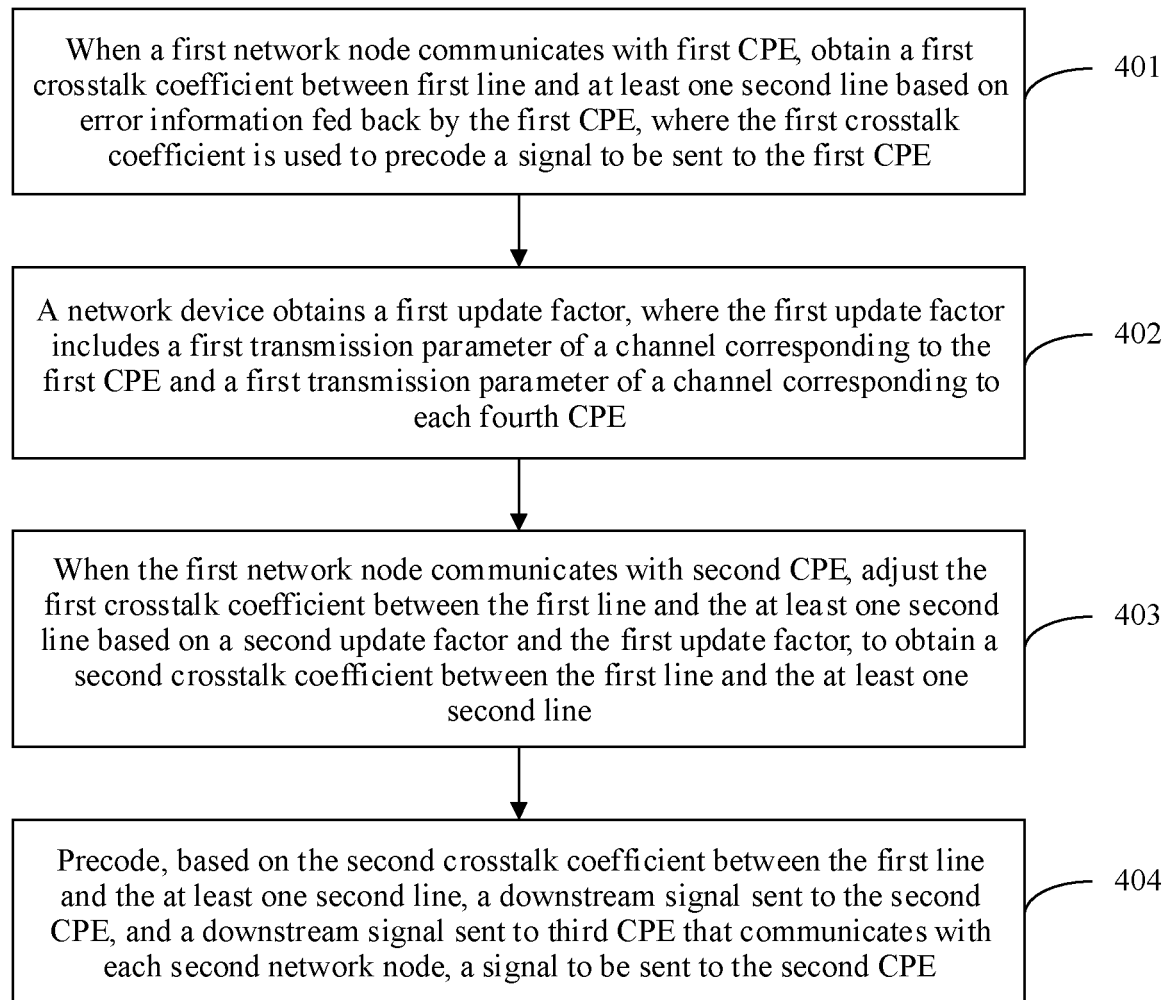 When a first network node communicates with first CPE, obtain a first
crosstalk coefficient between first line and at least one second line based on
error information fed back by the first CPE, where the first crosstalk
coefficient is used to precode a signal to be sent to the first CPE
401
A network device obtains a first update factor, where the first update factor
includes a first transmission parameter of a channel corresponding to the
first CPE and a first transmission parameter of a channel corresponding to
each fourth CPE
402
When the first network node communicates with second CPE, adjust the
first crosstalk coefficient between the first line and the at least one second
line based on a second update factor and the first update factor, to obtain a
second crosstalk coefficient between the first line and the at least one
second line
403
Precode, based on the second crosstalk coefficient between the first line
and the at least one second line, a downstream signal sent to the second
CPE, and a downstream signal sent to third CPE that communicates with
each second network node, a signal to be sent to the second CPE
404